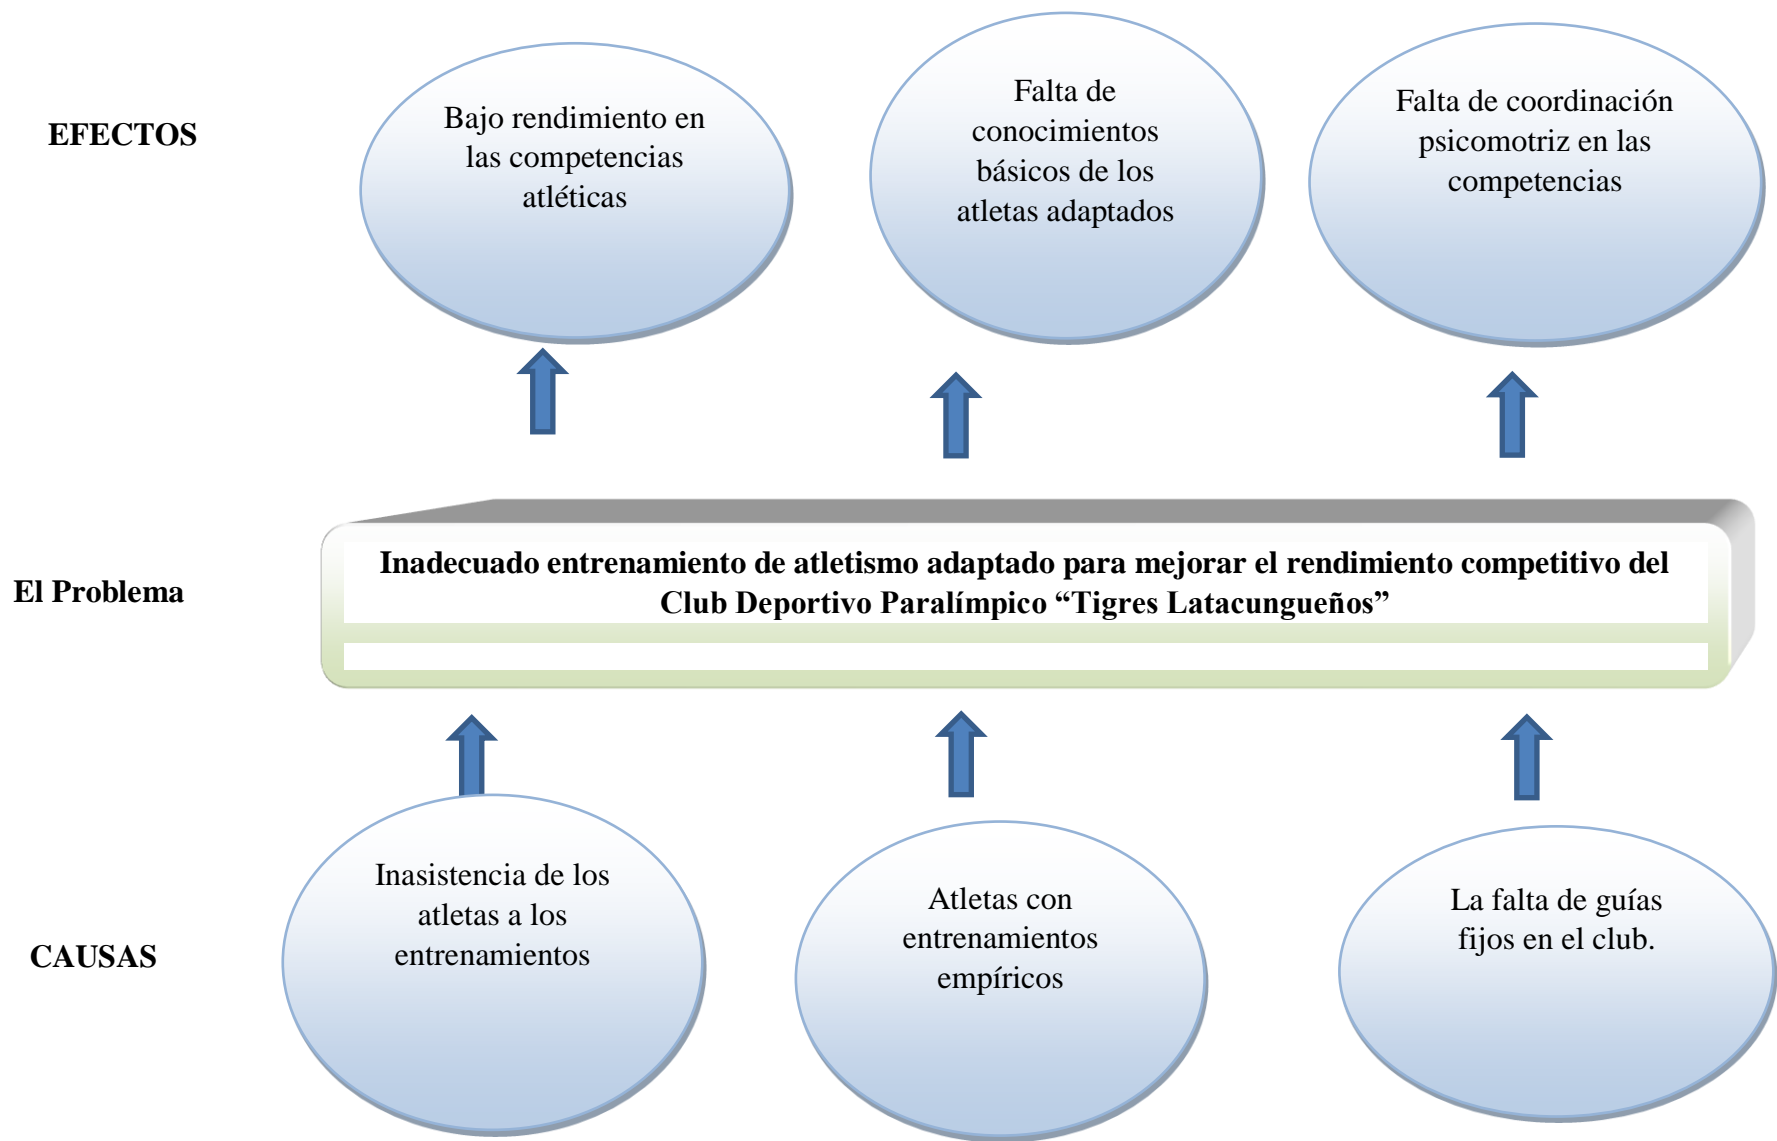 EFECTOS
Bajo rendimiento en
las competencias
atléticas
Falta de
conocimientos
básicos de los
atletas adaptados
Falta de coordinación
psicomotriz en las
competencias
El Problema
Inadecuado entrenamiento de atletismo adaptado para mejorar el rendimiento competitivo del
Club Deportivo Paralímpico “Tigres Latacungueños”
CAUSAS
Inasistencia de los
atletas a los
entrenamientos
Atletas con
entrenamientos
empíricos
La falta de guías
fijos en el club.